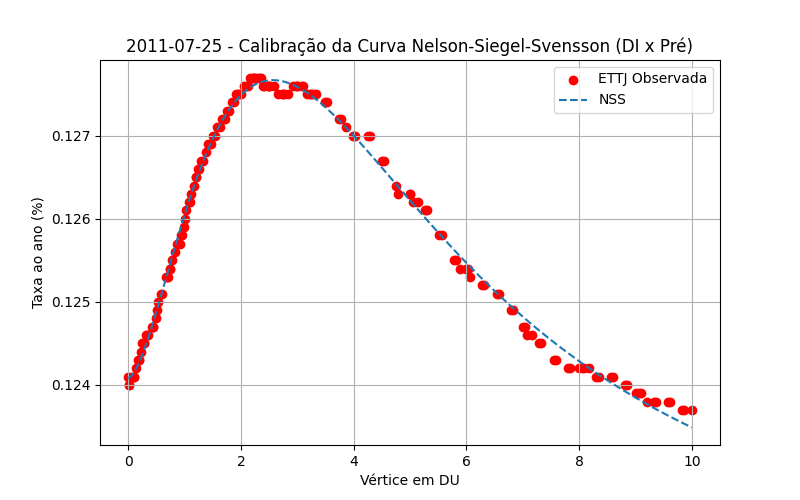 2011-07-25 - Calibração da Curva Nelson-Siegel-Svensson (DI x Pré)
ETTJ Observada
NSS
Taxa ao ano (%)
0.127
0.126
0.125
0.124
0 2 4 6 8 10
Vértice em DU